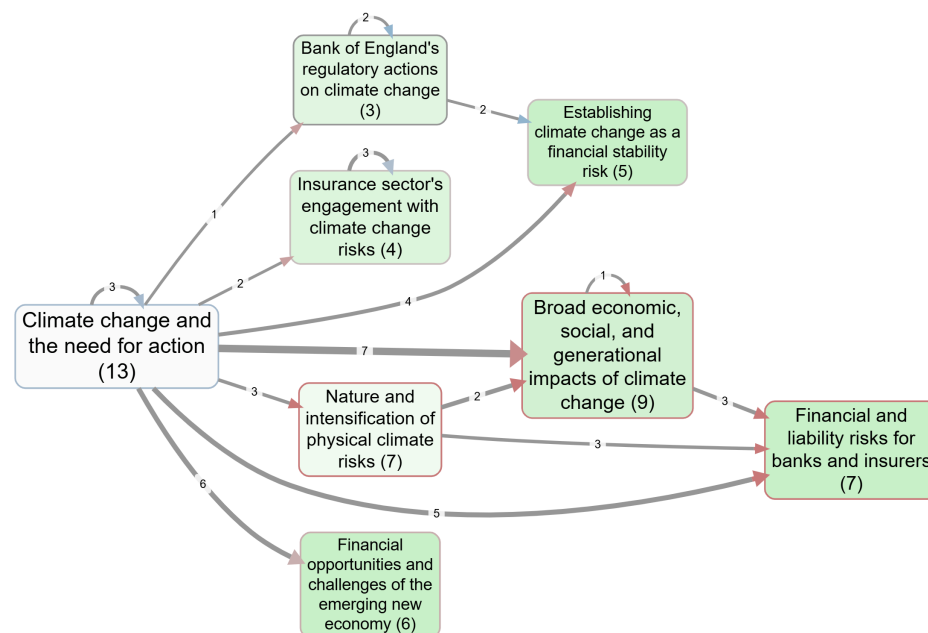 2
Bank of England's
regulatory actions
on climate change
(3)
2
Establishing
climate change as a
financial stability
risk (5)
3
Insurance sector's
engagement with
climate change
risks (4)
1
2
4
3
Climate change and
the need for action
(13)
7
1
Broad economic,
social, and
generational
impacts of climate
change (9)
3
Nature and
intensification of
physical climate
risks (7)
2
3
3
Financial and
liability risks for
banks and insurers
(7)
6
5
Financial
opportunities and
challenges of the
emerging new
economy (6)